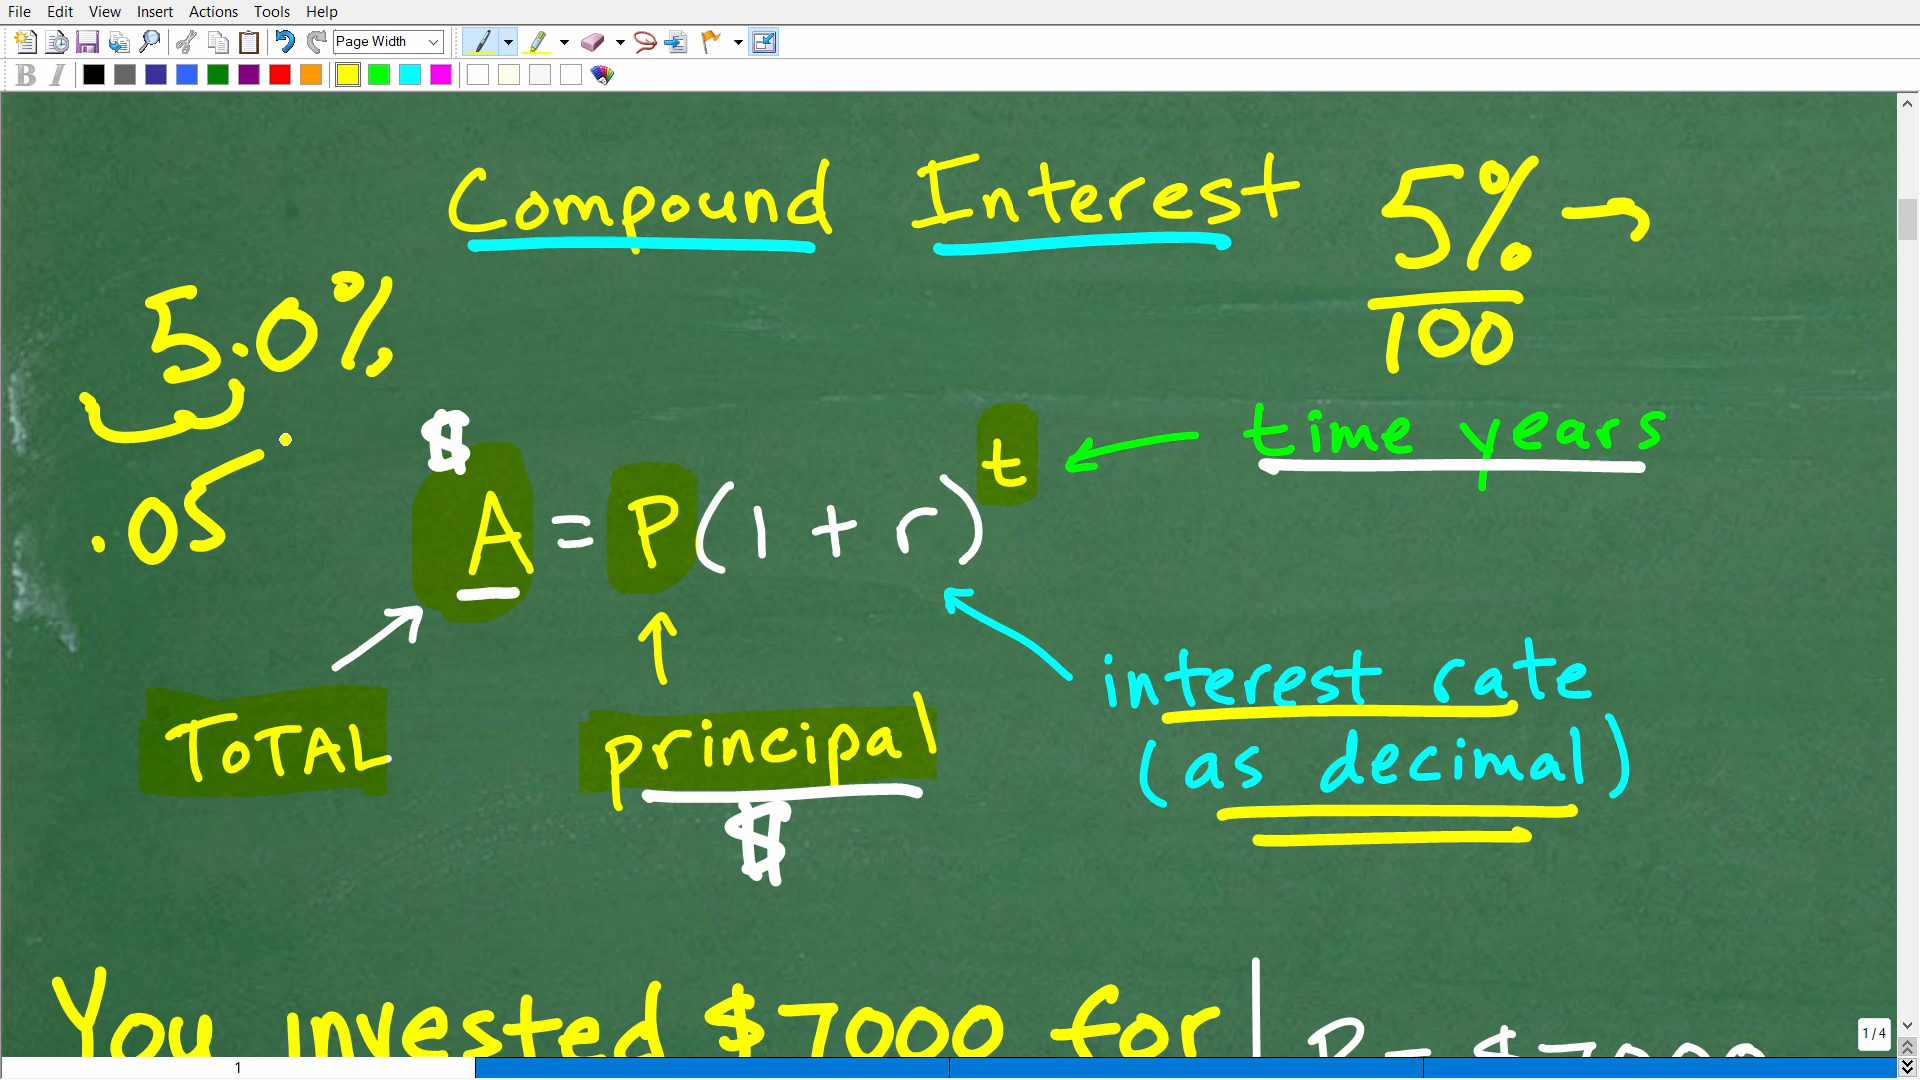 File Edit View Insert Actions Tools Help
Page Width
B I
Compound Interest 5% →
100
5.0%
.05
$
A = P(1 + r)^t ← time years
TOTAL
principal
$
interest rate
(as decimal)
You invested $7000 for
P = $7000
1 / 4
1